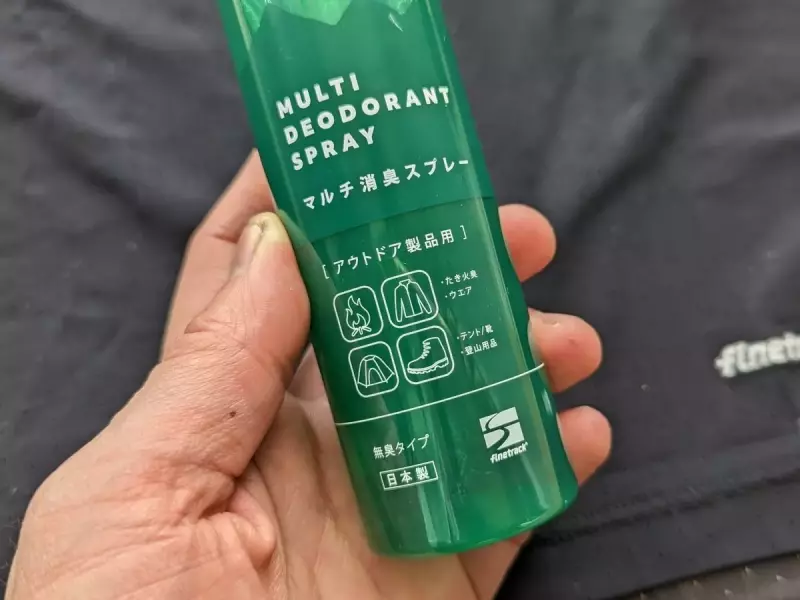 MULTI
DEODORANT
SPRAY
マルチ消臭スプレー
[ アウトドア製品用 ]
・たき火臭
・ウエア
・テント/靴
・登山用品
無臭タイプ
日本製
finetrack
finetra